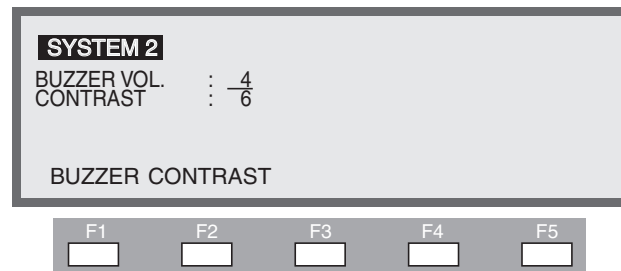 SYSTEM 2
BUZZER VOL. : 4
CONTRAST : 6
BUZZER CONTRAST
F1 F2 F3 F4 F5